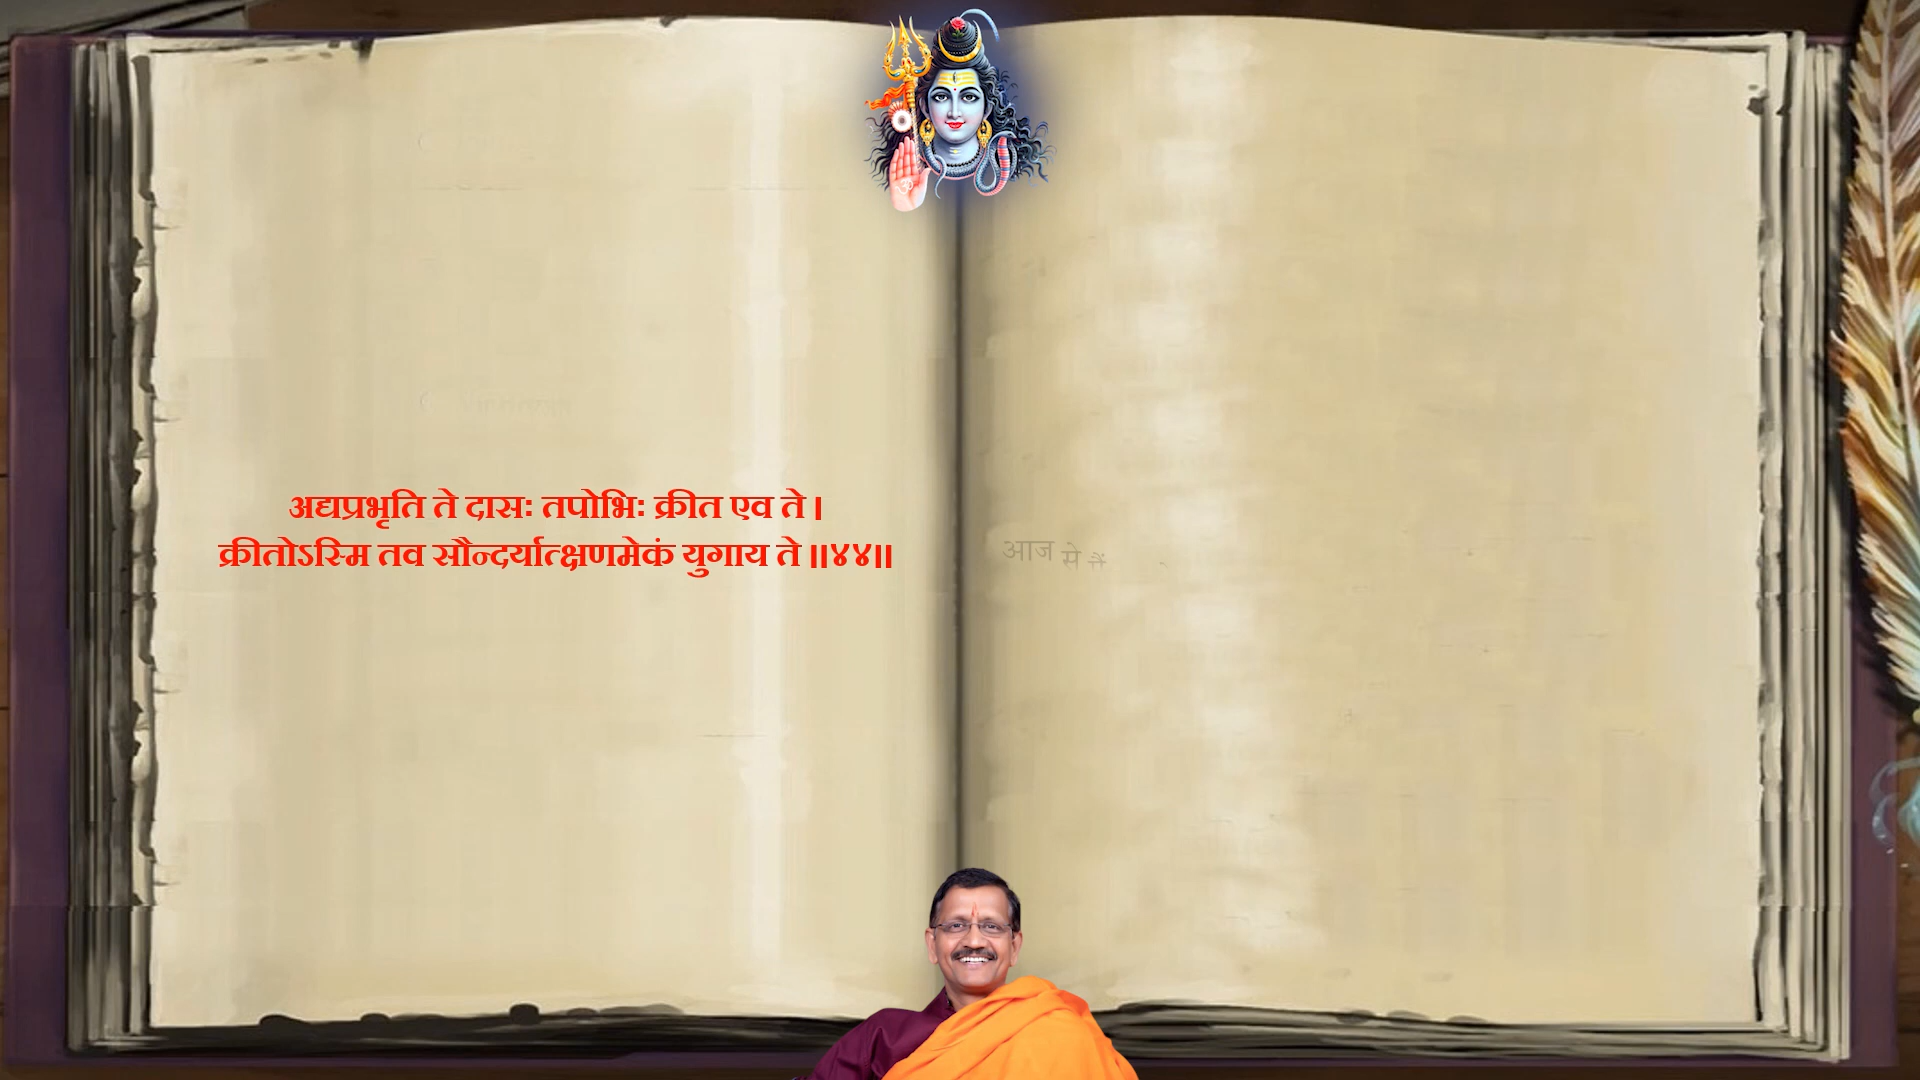 अद्यप्रभृति ते दासः तपोभिः क्रीत एव ते ।
क्रीतोऽस्मि तव सौन्दर्यात्क्षणमेकं युगाय ते ॥४४॥
आज से